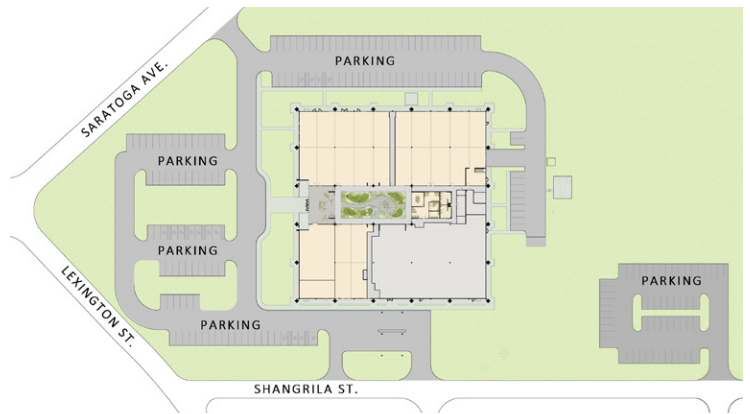 PARKING
SARATOGA AVE.
PARKING
PARKING
LEXINGTON ST.
PARKING
PARKING
SHANGRILA ST.